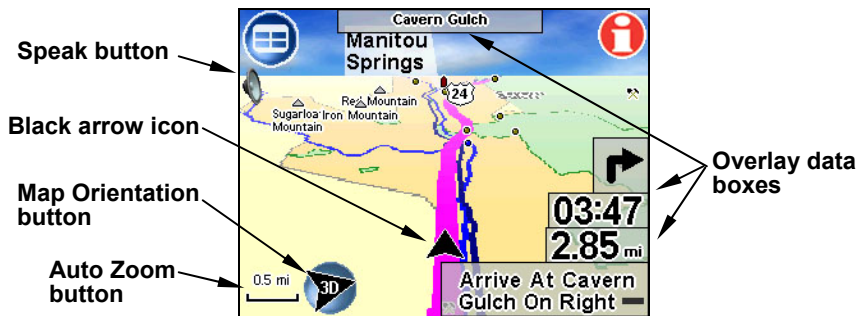 Cavern Gulch
Speak button
Manitou
Springs
24
Red Mountain
Sugarloaf Iron Mountain
Mountain
Black arrow icon
Overlay data
boxes
Map Orientation
button
03:47
2.85 mi
Auto Zoom
button
0.5 mi
3D
Arrive At Cavern
Gulch On Right